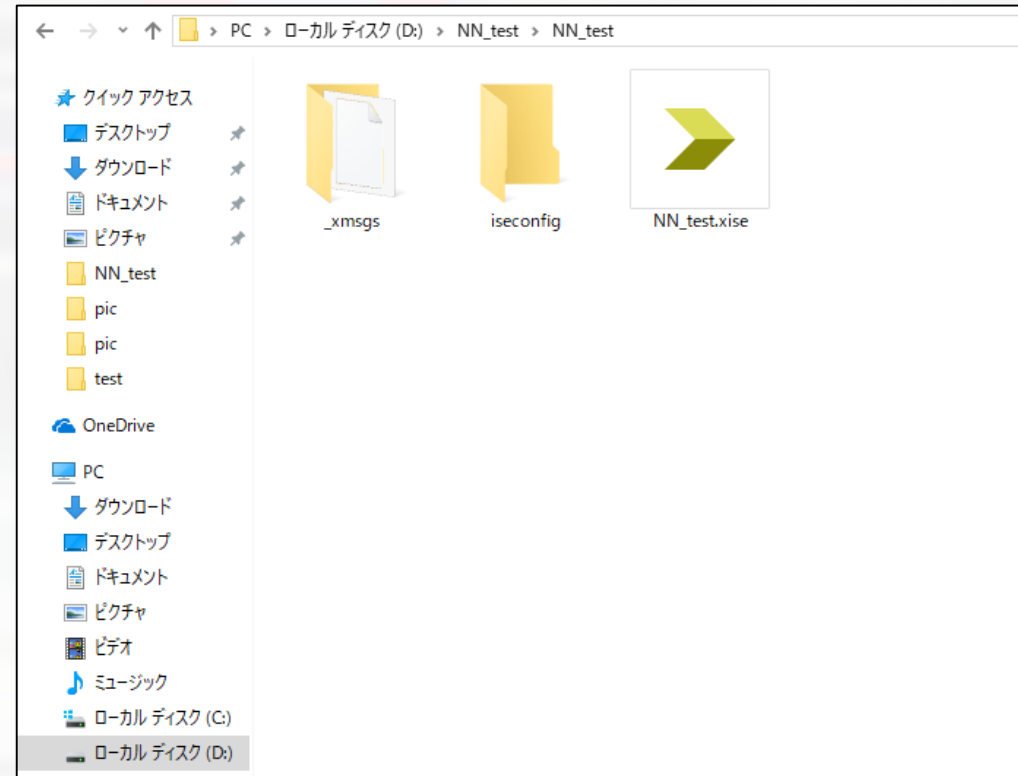 PC > ローカル ディスク (D:) > NN_test > NN_test
クイック アクセス
デスクトップ
ダウンロード
ドキュメント
ピクチャ
NN_test
pic
pic
test
OneDrive
PC
ダウンロード
デスクトップ
ドキュメント
ピクチャ
ビデオ
ミュージック
ローカル ディスク (C:)
ローカル ディスク (D:)
_xmsgs
iseconfig
NN_test.xise